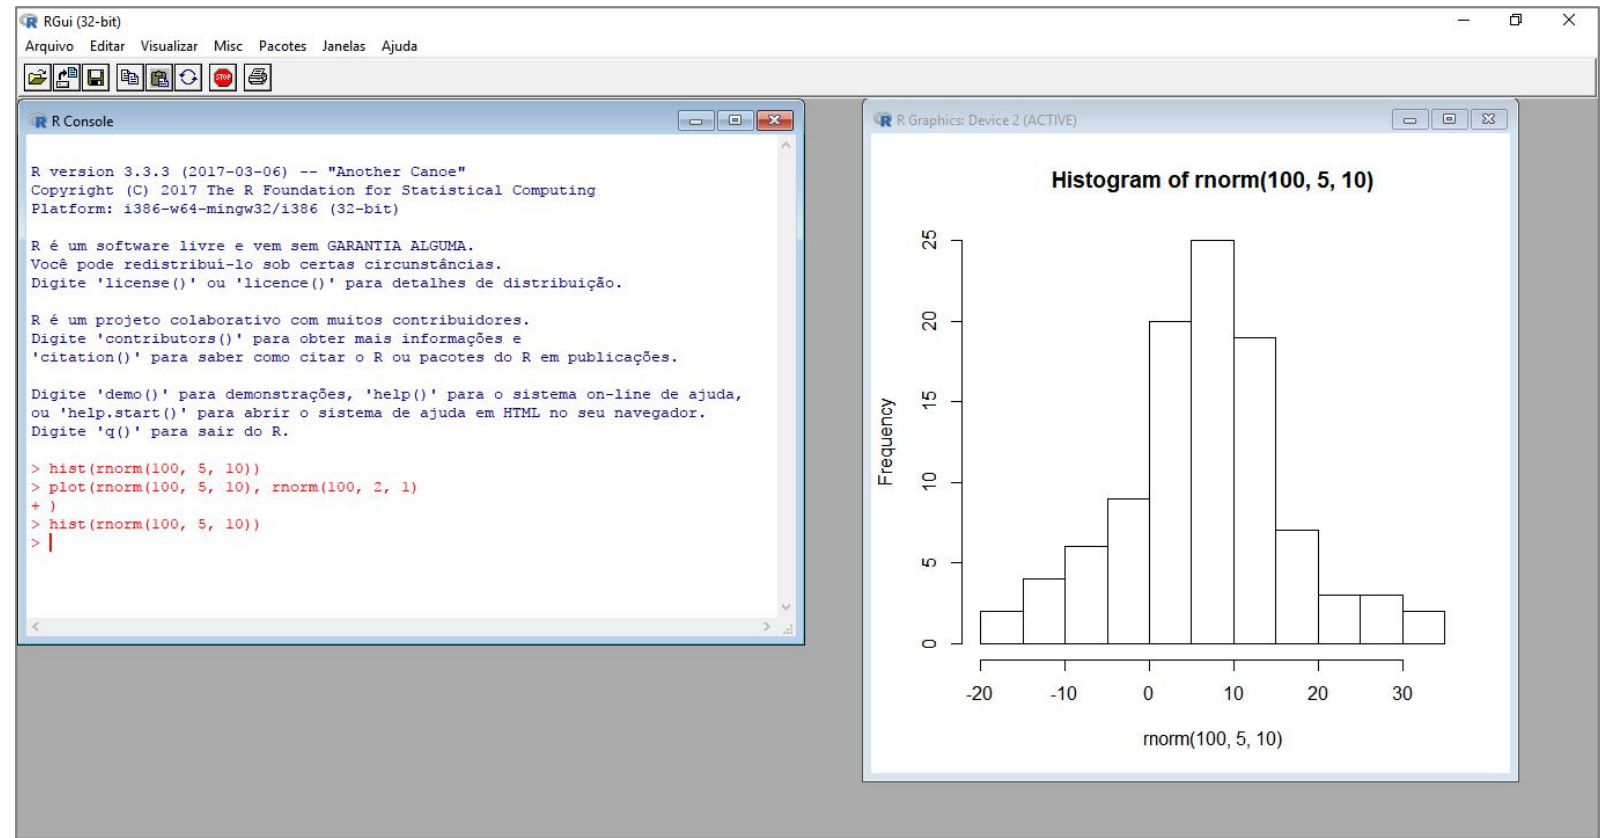 RGui (32-bit)
Arquivo Editar Visualizar Misc Pacotes Janelas Ajuda
STOP
R Console
R version 3.3.3 (2017-03-06) -- "Another Canoe"
Copyright (C) 2017 The R Foundation for Statistical Computing
Platform: i386-w64-mingw32/i386 (32-bit)
R é um software livre e vem sem GARANTIA ALGUMA.
Você pode redistribuí-lo sob certas circunstâncias.
Digite 'license()' ou 'licence()' para detalhes de distribuição.
R é um projeto colaborativo com muitos contribuidores.
Digite 'contributors()' para obter mais informações e
'citation()' para saber como citar o R ou pacotes do R em publicações.
Digite 'demo()' para demonstrações, 'help()' para o sistema on-line de ajuda,
ou 'help.start()' para abrir o sistema de ajuda em HTML no seu navegador.
Digite 'q()' para sair do R.
> hist(rnorm(100, 5, 10))
> plot(rnorm(100, 5, 10), rnorm(100, 2, 1)
+ )
> hist(rnorm(100, 5, 10))
>
R Graphics: Device 2 (ACTIVE)
Histogram of rnorm(100, 5, 10)
Frequency
25
20
15
10
5
0
-20 -10 0 10 20 30
rnorm(100, 5, 10)